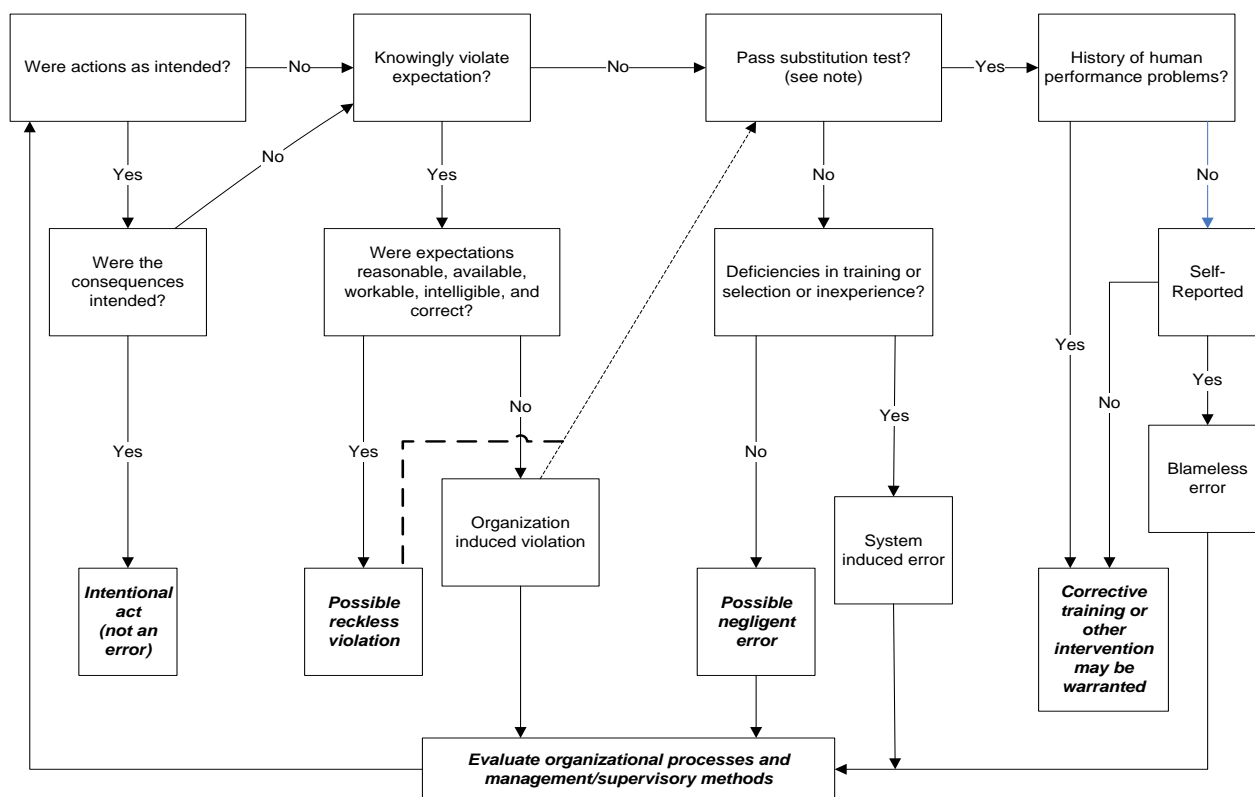 Were actions as intended?
No
Knowingly violate
expectation?
No
Pass substitution test?
(see note)
Yes
History of human
performance problems?
Yes
No
Yes
No
No
Were the
consequences
intended?
Were expectations
reasonable, available,
workable, intelligible, and
correct?
Deficiencies in training or
selection or inexperience?
Self-
Reported
Yes
Yes
No
Yes
No
Yes
Yes
No
Yes
Organization
induced violation
System
induced error
Blameless
error
Intentional
act
(not an
error)
Possible
reckless
violation
Possible
negligent
error
Corrective
training or
other
intervention
may be
warranted
Evaluate organizational processes and
management/supervisory methods